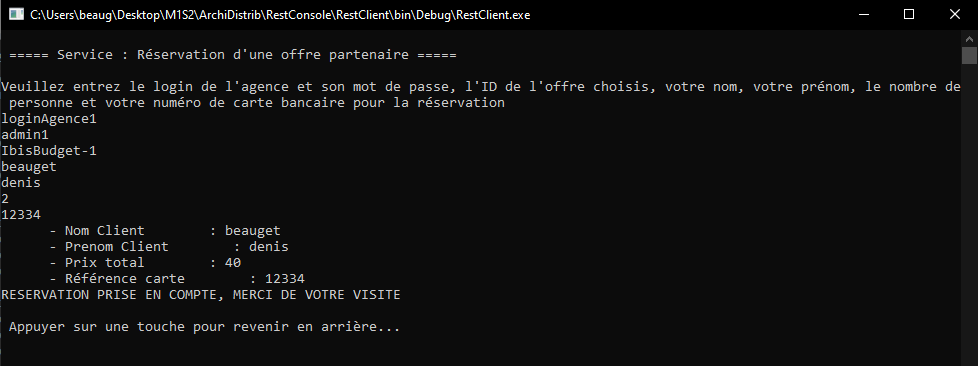 C:\Users\beaug\Desktop\M1S2\ArchiDistrib\RestConsole\RestClient\bin\Debug\RestClient.exe
===== Service : Réservation d'une offre partenaire =====
Veuillez entrez le login de l'agence et son mot de passe, l'ID de l'offre choisis, votre nom, votre prénom, le nombre de
personne et votre numéro de carte bancaire pour la réservation
loginAgence1
admin1
IbisBudget-1
beauget
denis
2
12334
- Nom Client : beauget
- Prenom Client : denis
- Prix total : 40
- Référence carte : 12334
RESERVATION PRISE EN COMPTE, MERCI DE VOTRE VISITE
Appuyer sur une touche pour revenir en arrière...